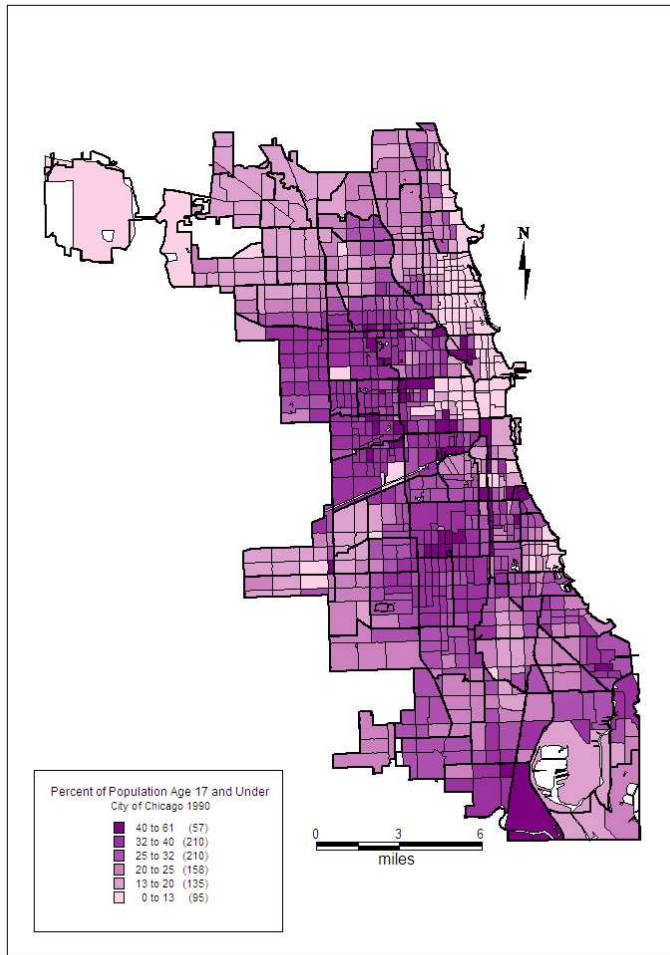 N
Percent of Population Age 17 and Under
City of Chicago 1990
40 to 61 (57)
32 to 40 (210)
25 to 32 (210)
20 to 25 (158)
13 to 20 (135)
0 to 13 (95)
0 3 6
miles